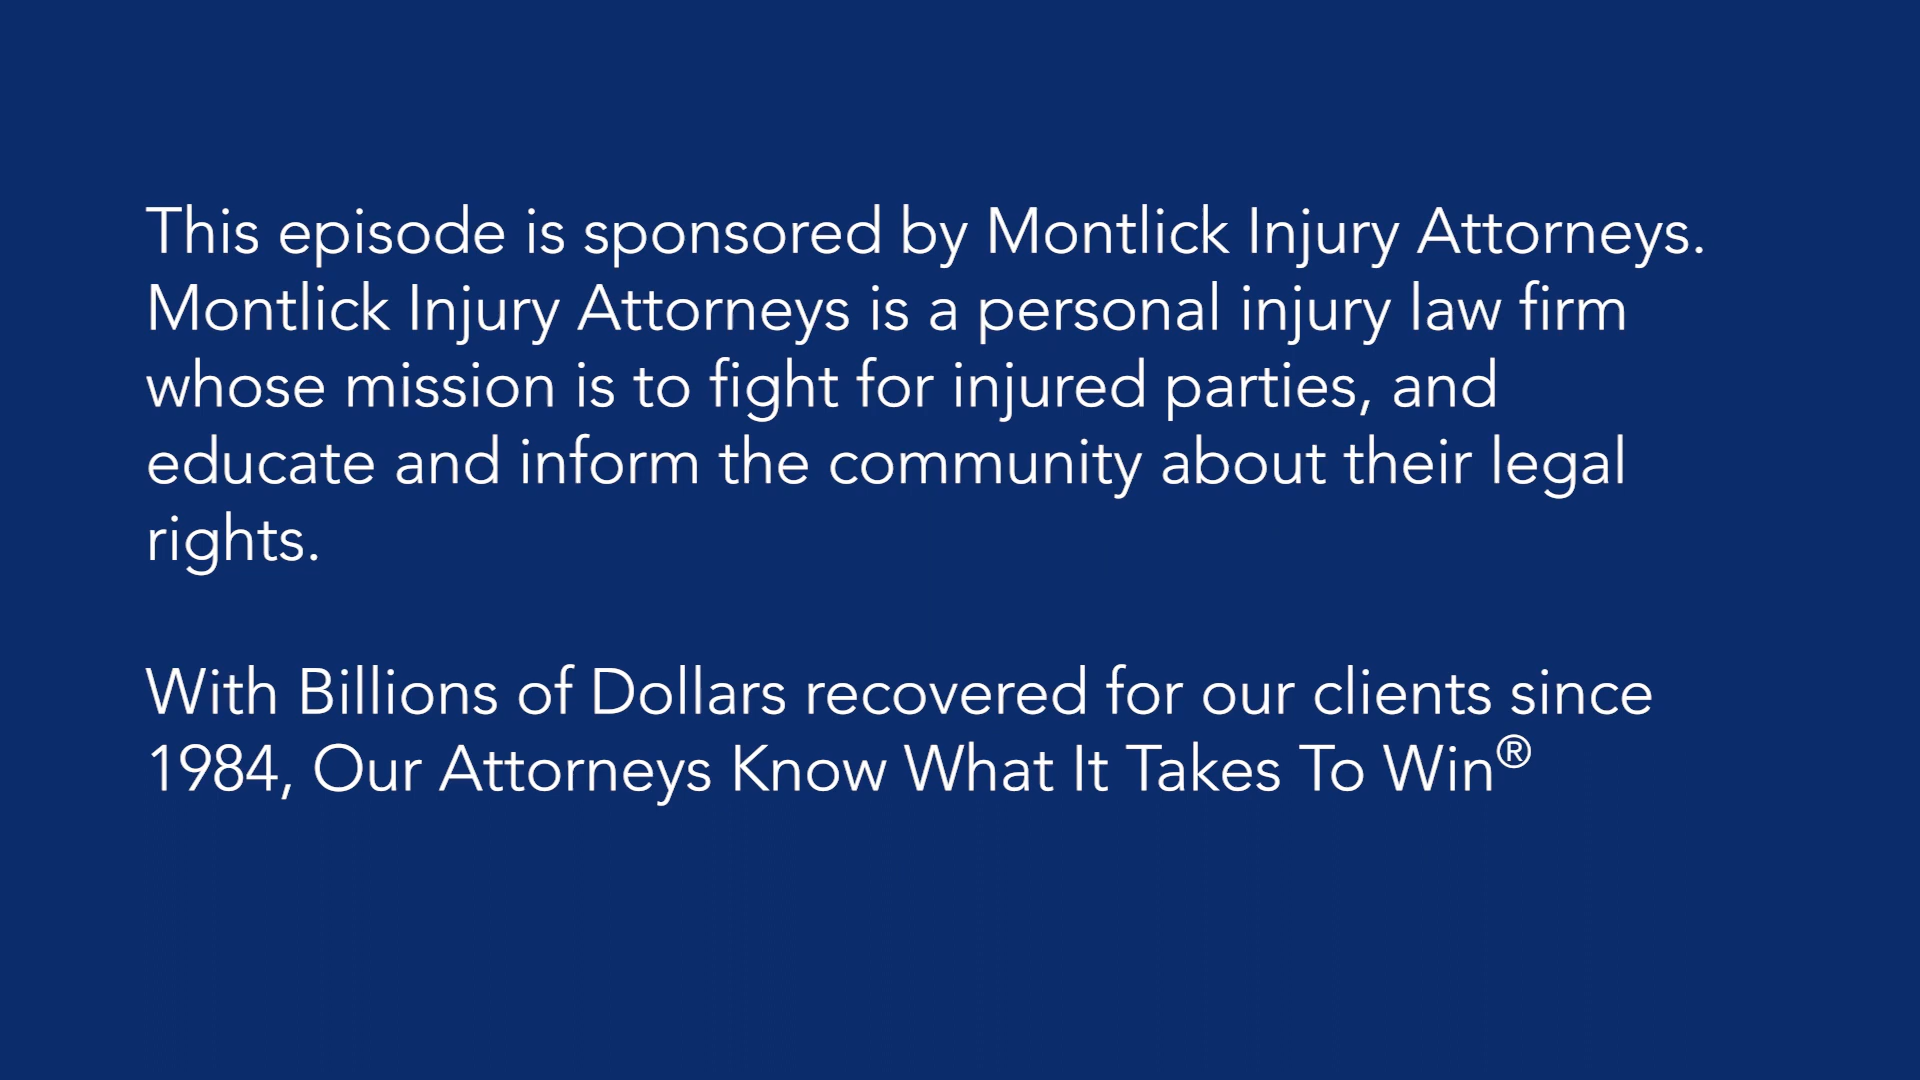 This episode is sponsored by Montlick Injury Attorneys.
Montlick Injury Attorneys is a personal injury law firm
whose mission is to fight for injured parties, and
educate and inform the community about their legal
rights.
With Billions of Dollars recovered for our clients since
1984, Our Attorneys Know What It Takes To Win®